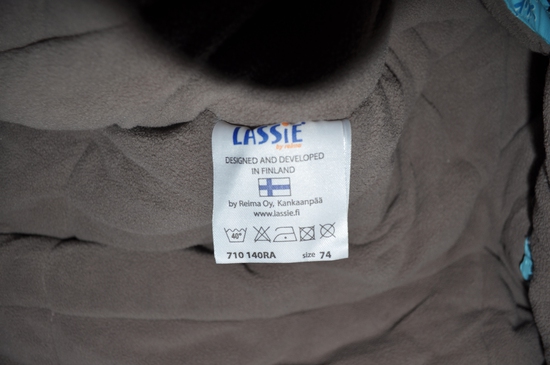 LASSIE
by reima
DESIGNED AND DEVELOPED
IN FINLAND
by Reima Oy, Kankaanpää
www.lassie.fi
40°
710 140RA size 74